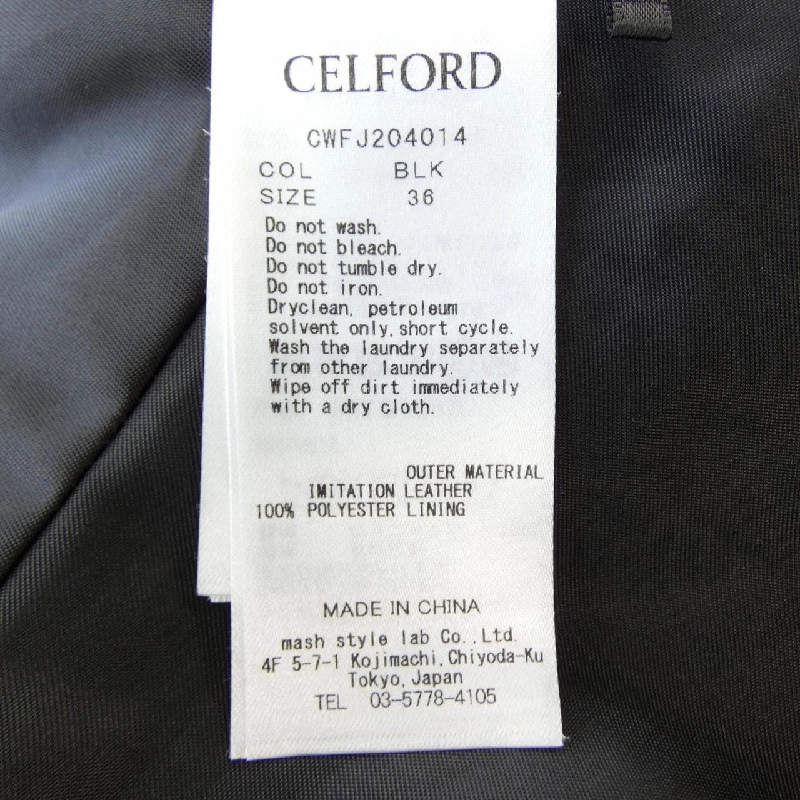 CELFORD
CWFJ204014
COL BLK
SIZE 36
Do not wash.
Do not bleach.
Do not tumble dry.
Do not iron.
Dryclean, petroleum
solvent only,short cycle.
Wash the laundry separately
from other laundry.
Wipe off dirt immediately
with a dry cloth.
OUTER MATERIAL
IMITATION LEATHER
100% POLYESTER LINING
MADE IN CHINA
mash style lab Co.,Ltd.
4F 5-7-1 Kojimachi,Chiyoda-Ku
Tokyo,Japan
TEL 03-5778-4105